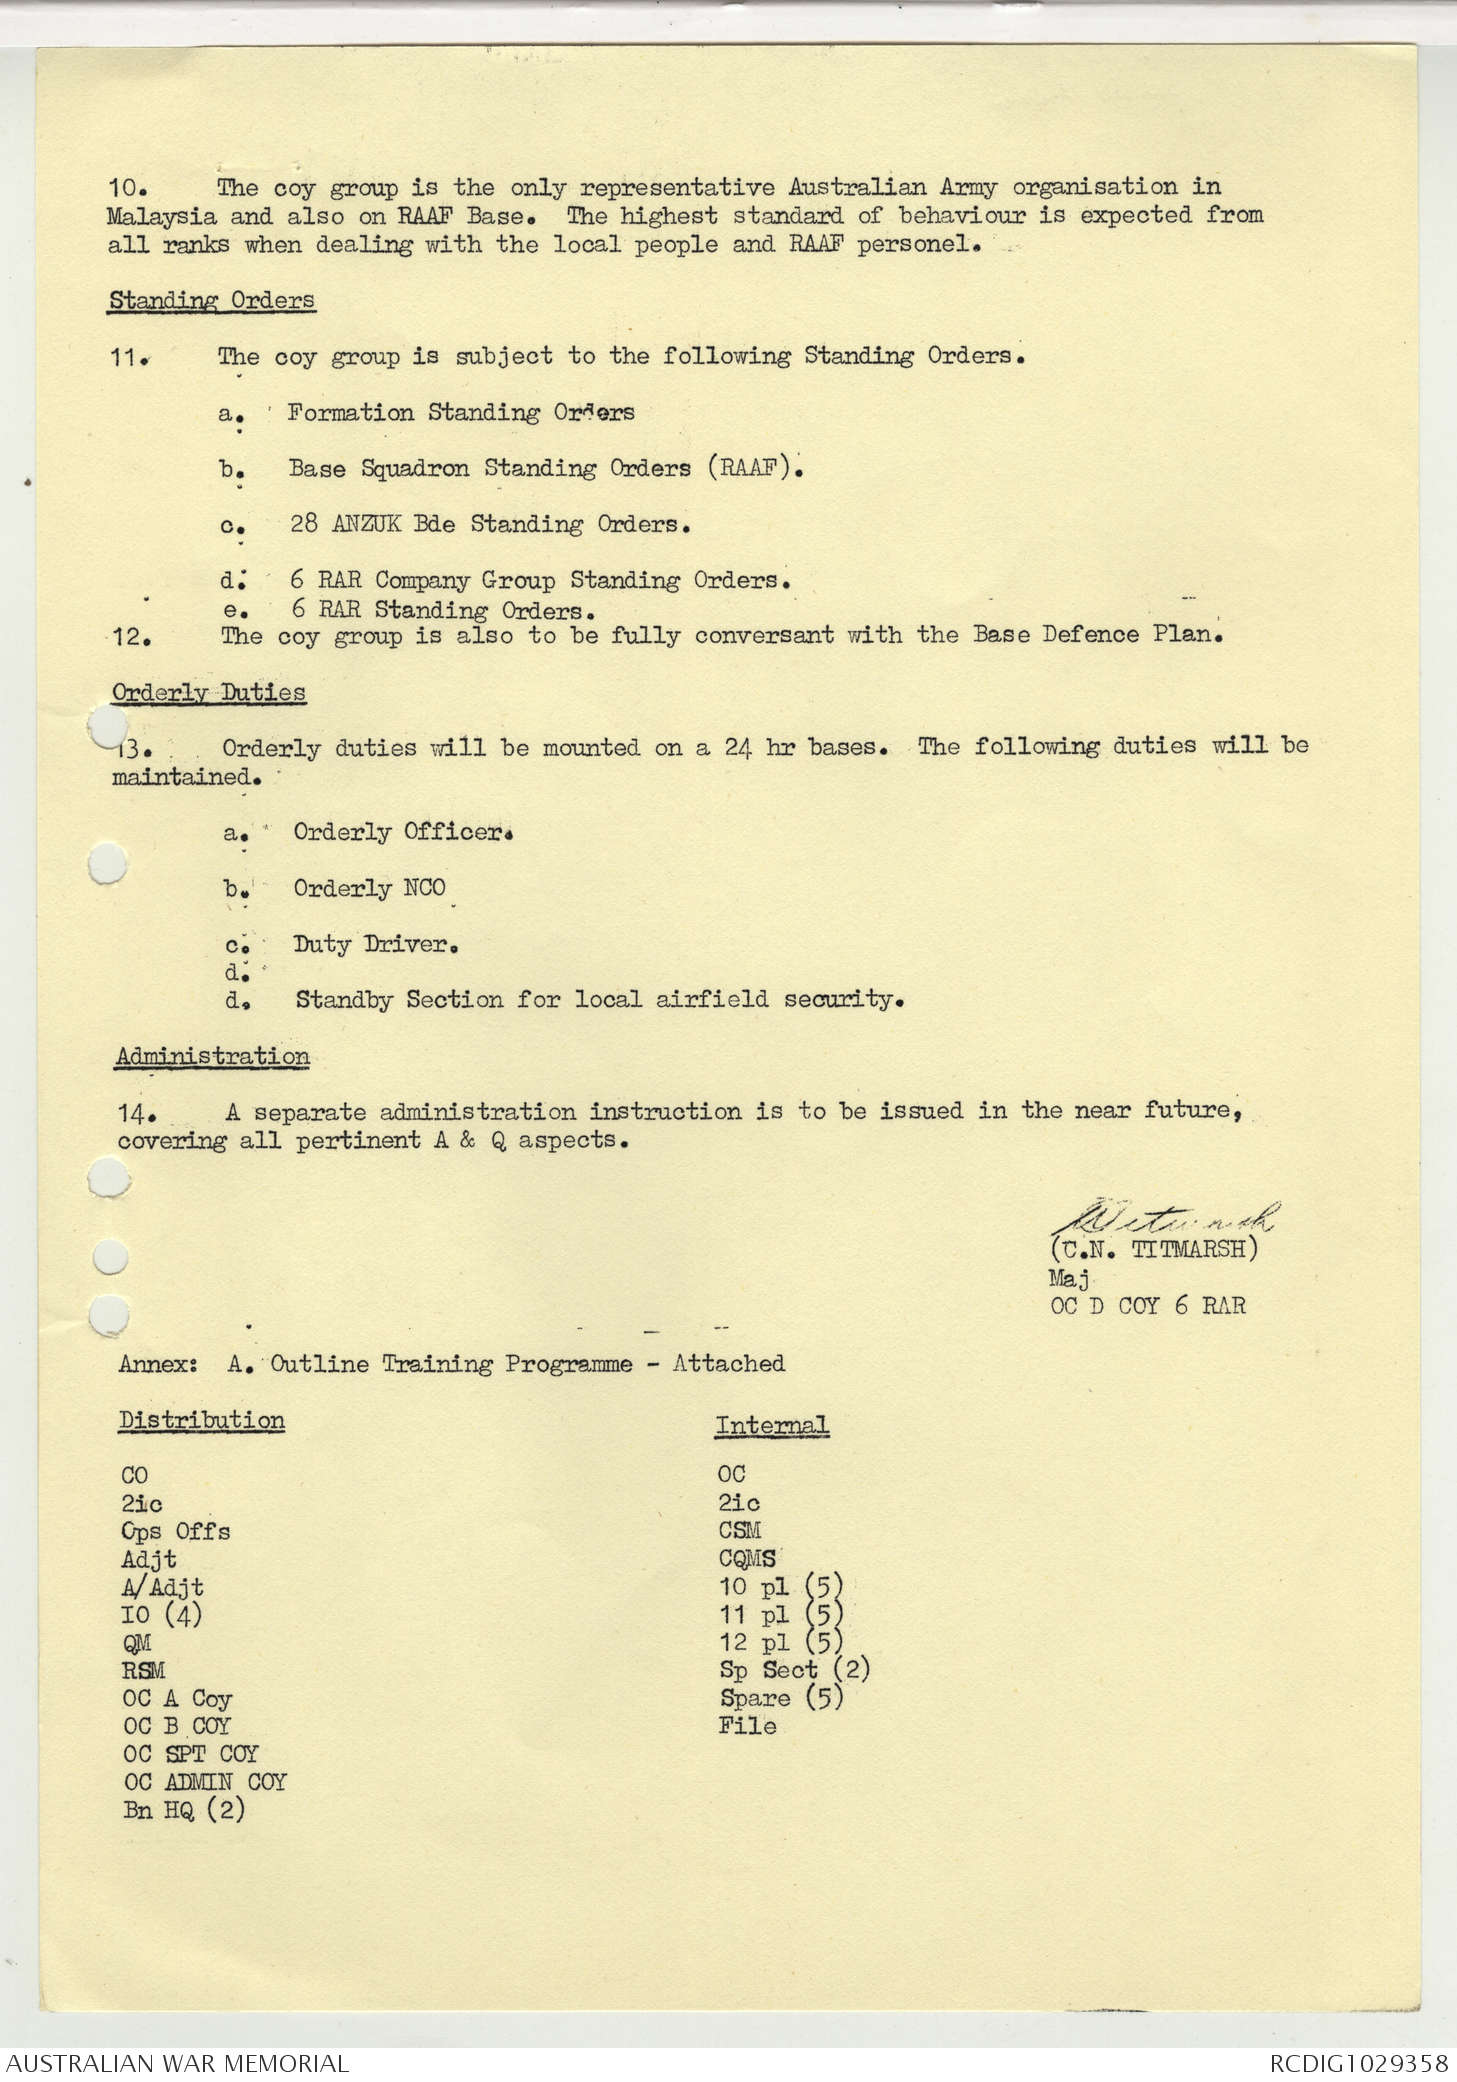 10. The coy group is the only representative Australian Army organisation in
Malaysia and also on RAAF Base. The highest standard of behaviour is expected from
all ranks when dealing with the local people and RAAF personel.
Standing Orders
11. The coy group is subject to the following Standing Orders.
a. Formation Standing Orders
b. Base Squadron Standing Orders (RAAF).
c. 28 ANZUK Bde Standing Orders.
d. 6 RAR Company Group Standing Orders.
e. 6 RAR Standing Orders.
12. The coy group is also to be fully conversant with the Base Defence Plan.
Orderly Duties
13. Orderly duties will be mounted on a 24 hr bases. The following duties will be
maintained.
a. Orderly Officer.
b. Orderly NCO
c. Duty Driver.
d.
d. Standby Section for local airfield security.
Administration
14. A separate administration instruction is to be issued in the near future,
covering all pertinent A & Q aspects.
(C.N. TITMARSH)
Maj
OC D COY 6 RAR
Annex: A. Outline Training Programme - Attached
Distribution
CO
2ic
Ops Offs
Adjt
A/Adjt
IO (4)
QM
RSM
OC A Coy
OC B COY
OC SPT COY
OC ADMIN COY
Bn HQ (2)
Internal
OC
2ic
CSM
CQMS
10 pl (5)
11 pl (5)
12 pl (5)
Sp Sect (2)
Spare (5)
File
AUSTRALIAN WAR MEMORIAL
RCDIG1029358